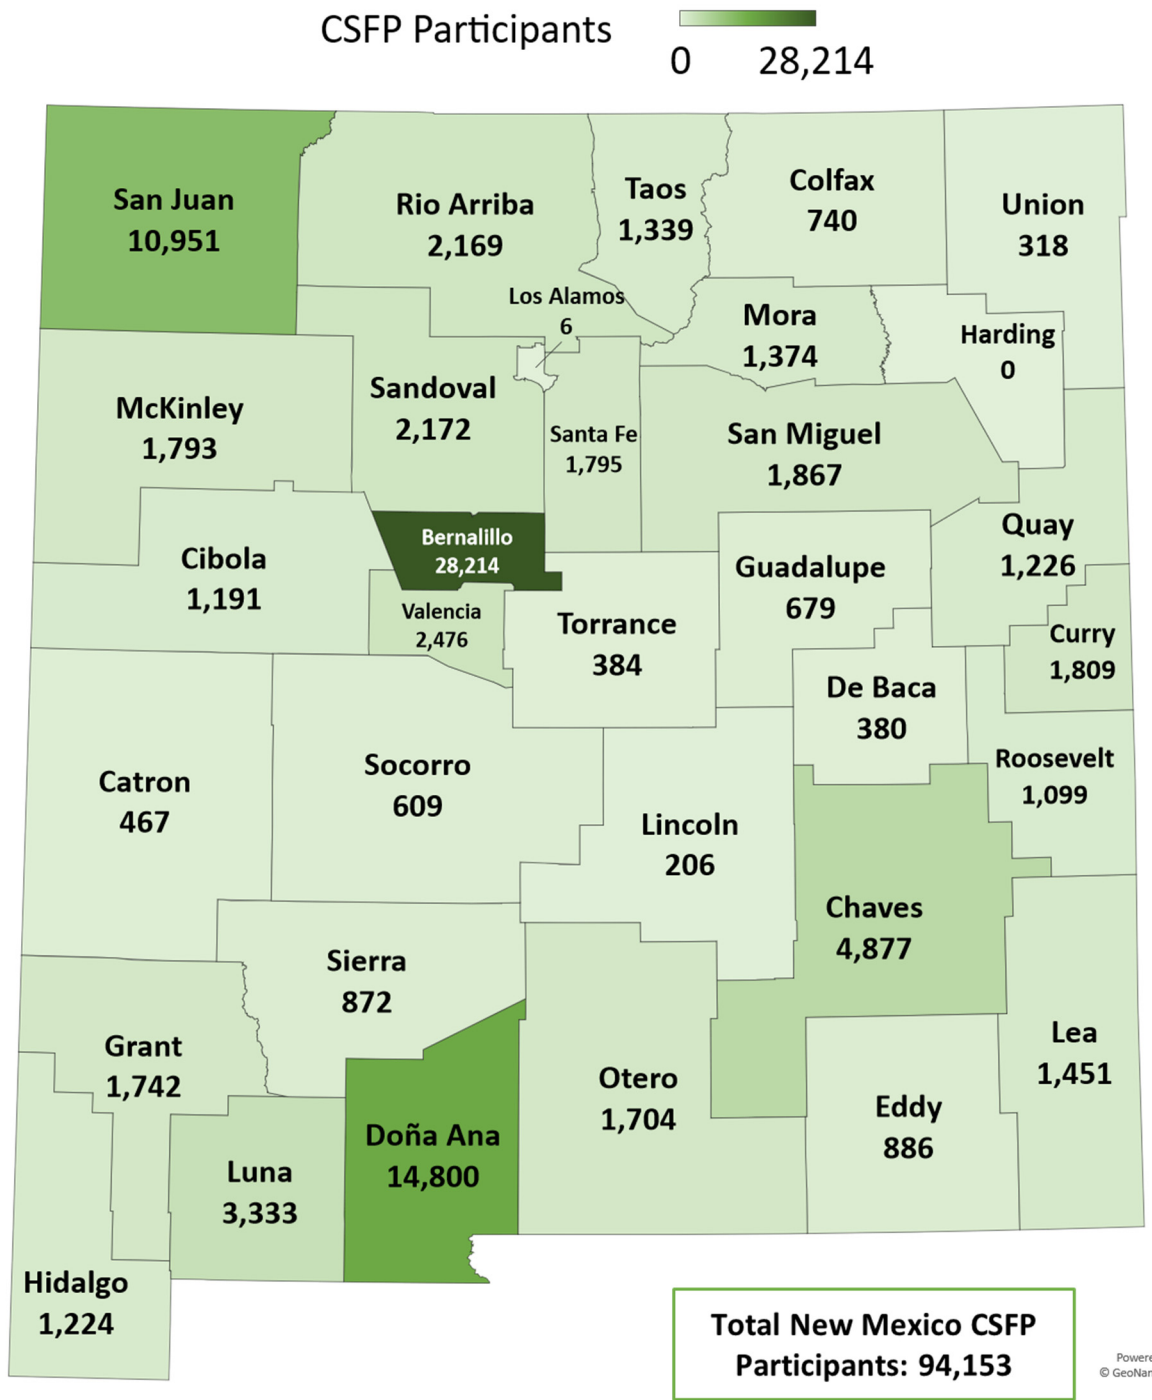 CSFP Participants
0 28,214
San Juan
10,951
Rio Arriba
2,169
Taos
1,339
Colfax
740
Union
318
Los Alamos
6
Mora
1,374
Harding
0
McKinley
1,793
Sandoval
2,172
Santa Fe
1,795
San Miguel
1,867
Quay
1,226
Cibola
1,191
Bernalillo
28,214
Valencia
2,476
Torrance
384
Guadalupe
679
Curry
1,809
De Baca
380
Roosevelt
1,099
Catron
467
Socorro
609
Lincoln
206
Chaves
4,877
Sierra
872
Grant
1,742
Otero
1,704
Lea
1,451
Eddy
886
Doña Ana
14,800
Luna
3,333
Hidalgo
1,224
Total New Mexico CSFP
Participants: 94,153
Powere
© GeoNan